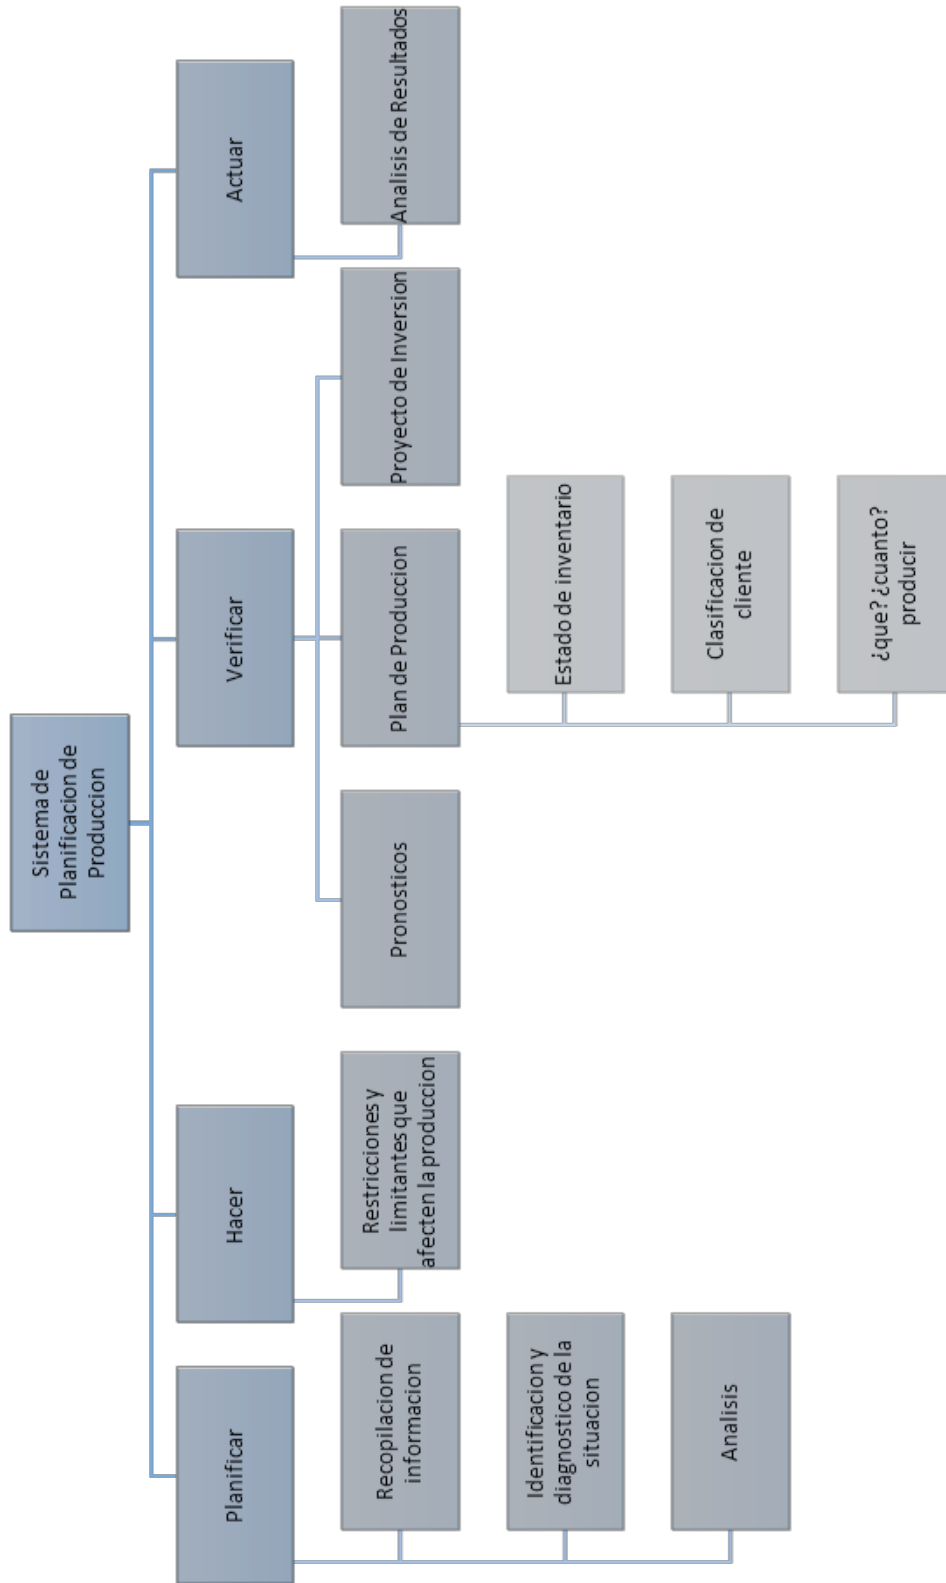 Sistema de
Planificacion de
Produccion
Planificar
Recopilacion de
informacion
Identificacion y
diagnostico de la
situacion
Analisis
Hacer
Restricciones y
limitantes que
afecten la produccion
Verificar
Pronosticos
Plan de Produccion
Estado de inventario
Clasificacion de
cliente
¿que? ¿cuanto?
producir
Proyecto de Inversion
Actuar
Analisis de Resultados